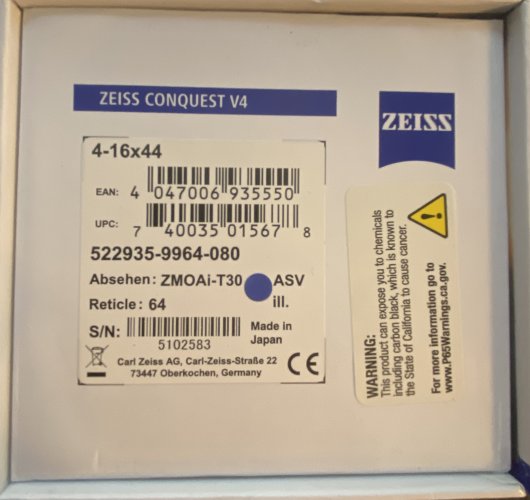 ZEISS CONQUEST V4
ZEISS
4-16x44
EAN: 4 047006 935550
UPC: 7 40035 01567 8
522935-9964-080
Absehen: ZMOAi-T30 ASV
Reticle: 64 ill.
S/N: 5102583
Made in
Japan
Carl Zeiss AG, Carl-Zeiss-Straße 22
73447 Oberkochen, Germany
CE
WARNING:
This product can expose you to chemicals
including carbon black, which is known to
the State of California to cause cancer.
For more information go to
www.P65Warnings.ca.gov.